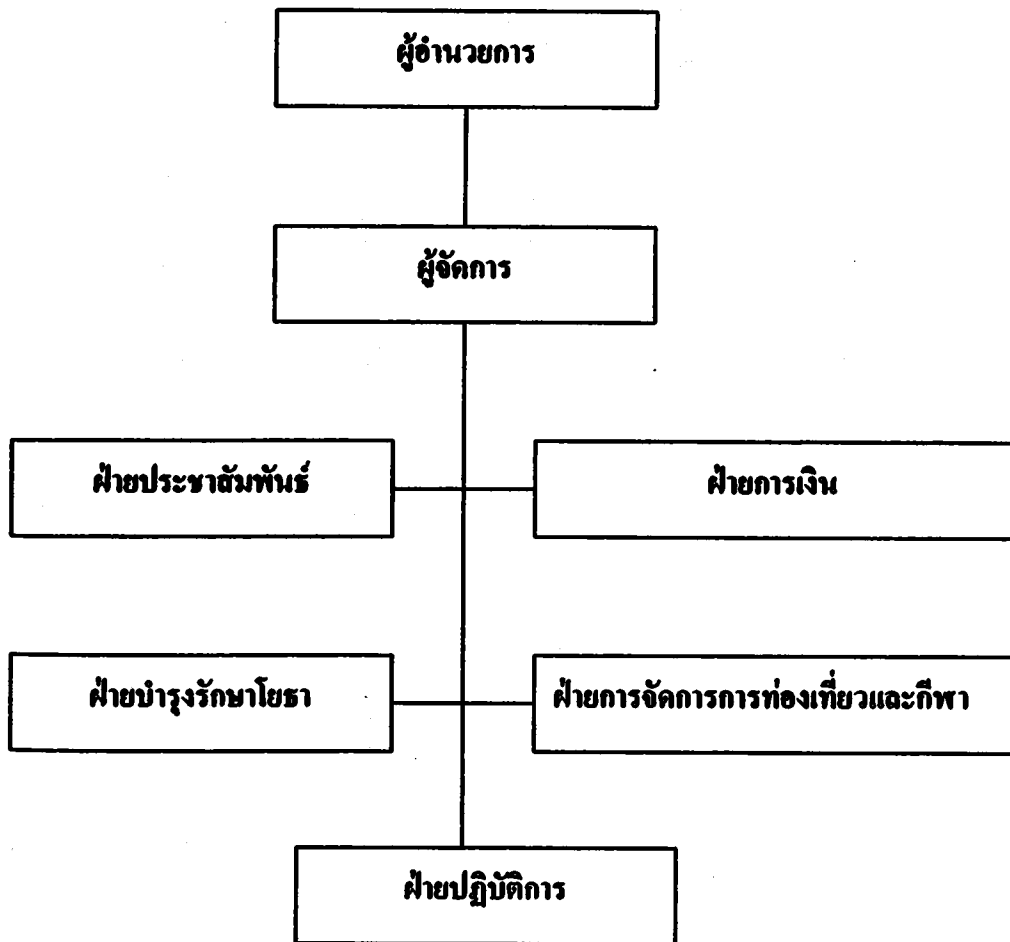 ผู้อำนวยการ
ผู้จัดการ
ฝ่ายประชาสัมพันธ์
ฝ่ายการเงิน
ฝ่ายบำรุงรักษาโยธา
ฝ่ายการจัดการการท่องเที่ยวและกีฬา
ฝ่ายปฏิบัติการ